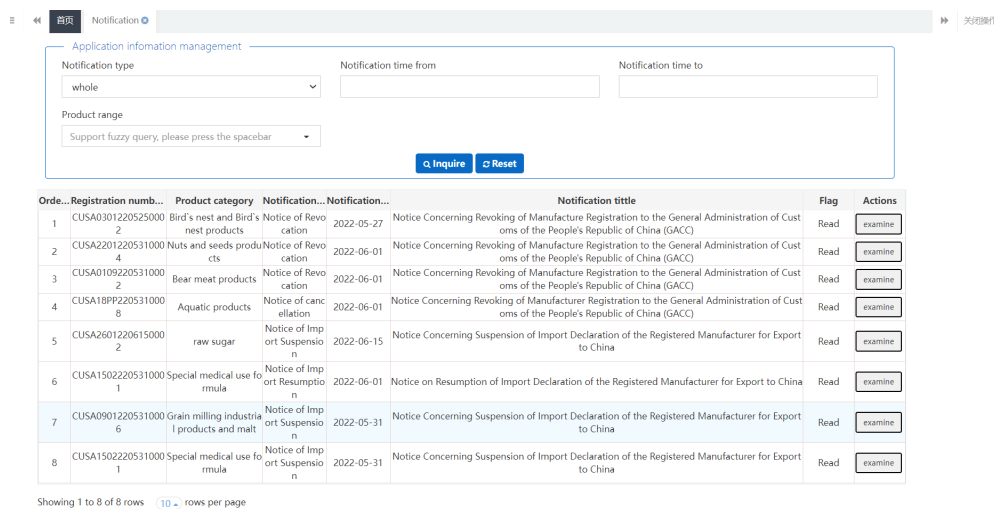 首页 Notification 关闭操作
Application infomation management
Notification type Notification time from Notification time to
whole
Product range
Support fuzzy query, please press the spacebar
Inquire Reset
Orde... Registration numb... Product category Notification... Notification... Notification tittle Flag Actions
1 CUSA0301220525000 Bird`s nest and Bird`s Notice of Revo 2022-05-27 Notice Concerning Revoking of Manufacture Registration to the General Administration of Cust Read examine
2 nest products cation oms of the People's Republic of China (GACC)
2 CUSA2201220531000 Nuts and seeds produ Notice of Revo 2022-06-01 Notice Concerning Revoking of Manufacture Registration to the General Administration of Cust Read examine
4 cts cation oms of the People's Republic of China (GACC)
3 CUSA0109220531000 Bear meat products Notice of Revo 2022-06-01 Notice Concerning Revoking of Manufacture Registration to the General Administration of Cust Read examine
2 cation oms of the People's Republic of China (GACC)
4 CUSA18PP220531000 Aquatic products Notice of canc 2022-06-01 Notice Concerning Revoking of Manufacturer Registration to the General Administration of Cust Read examine
8 ellation oms of the People's Republic of China (GACC)
5 CUSA2601220615000 raw sugar Notice of Imp 2022-06-15 Notice Concerning Suspension of Import Declaration of the Registered Manufacturer for Export Read examine
2 ort Suspensio to China
n
6 CUSA1502220531000 Special medical use fo Notice of Imp 2022-06-01 Notice on Resumption of Import Declaration of the Registered Manufacturer for Export to China Read examine
1 rmula ort Resumptio
n
7 CUSA0901220531000 Grain milling industria Notice of Imp 2022-05-31 Notice Concerning Suspension of Import Declaration of the Registered Manufacturer for Export Read examine
6 l products and malt ort Suspensio to China
n
8 CUSA1502220531000 Special medical use fo Notice of Imp 2022-05-31 Notice Concerning Suspension of Import Declaration of the Registered Manufacturer for Export Read examine
1 rmula ort Suspensio to China
n
Showing 1 to 8 of 8 rows 10 rows per page